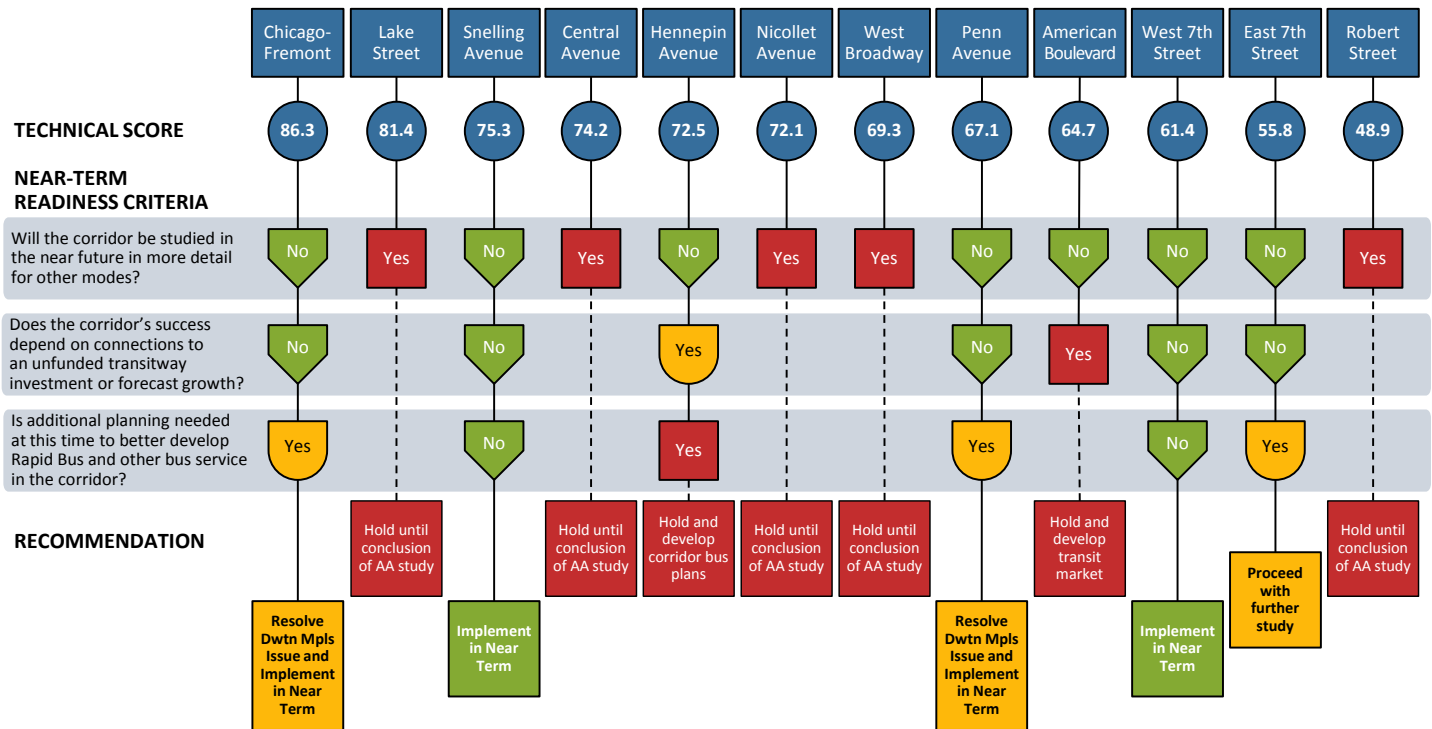 Chicago-
Fremont
Lake
Street
Snelling
Avenue
Central
Avenue
Hennepin
Avenue
Nicollet
Avenue
West
Broadway
Penn
Avenue
American
Boulevard
West 7th
Street
East 7th
Street
Robert
Street
TECHNICAL SCORE
86.3
81.4
75.3
74.2
72.5
72.1
69.3
67.1
64.7
61.4
55.8
48.9
NEAR-TERM
READINESS CRITERIA
Will the corridor be studied in
the near future in more detail
for other modes?
No
Yes
No
Yes
No
Yes
Yes
No
No
No
No
Yes
Does the corridor's success
depend on connections to
an unfunded transitway
investment or forecast growth?
No
No
Yes
No
Yes
No
No
Is additional planning needed
at this time to better develop
Rapid Bus and other bus service
in the corridor?
Yes
No
Yes
Yes
No
Yes
RECOMMENDATION
Resolve
Dwtn Mpls
Issue and
Implement
in Near
Term
Hold until
conclusion
of AA study
Implement
in Near
Term
Hold until
conclusion
of AA study
Hold and
develop
corridor bus
plans
Hold until
conclusion
of AA study
Hold until
conclusion
of AA study
Resolve
Dwtn Mpls
Issue and
Implement
in Near
Term
Hold and
develop
transit
market
Implement
in Near
Term
Proceed
with
further
study
Hold until
conclusion
of AA study